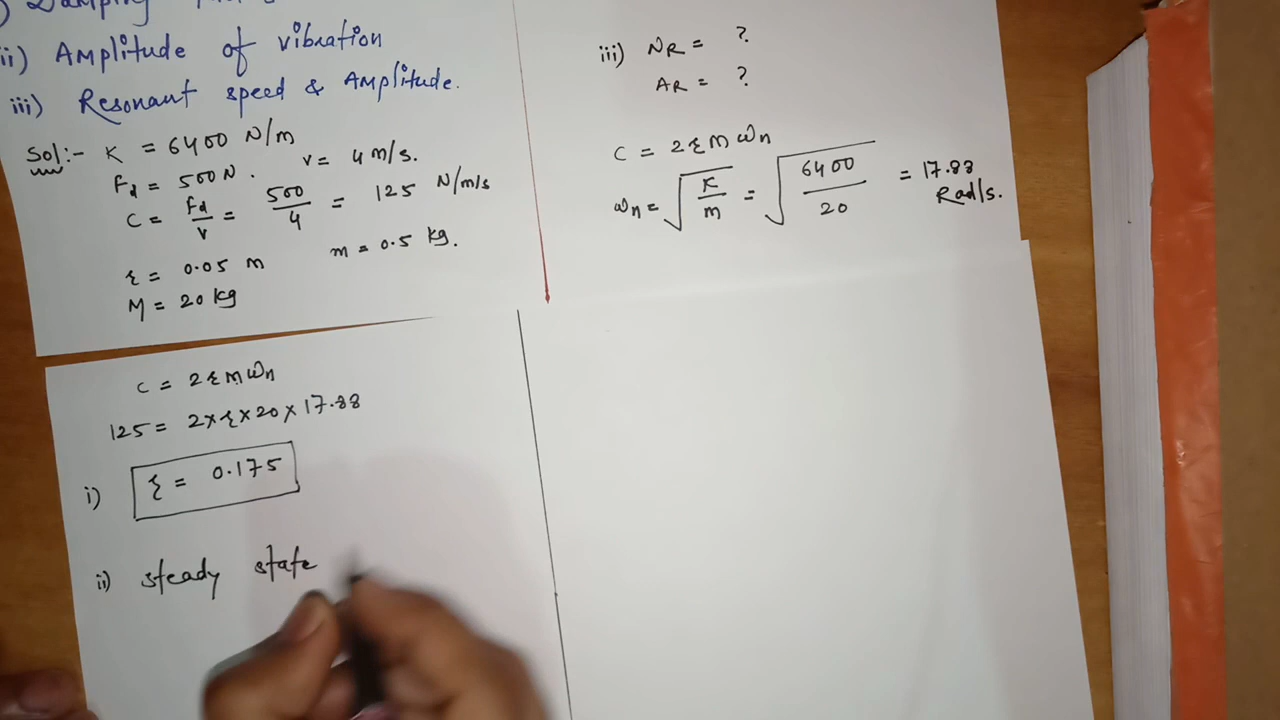 ) Damping
ii) Amplitude of vibration
iii) Resonant speed & Amplitude.
Sol:- K = 6400 N/m
Fd = 500 N. v = 4 m/s.
C = Fd/v = 500/4 = 125 N/m/s
ξ = 0.05 m m = 0.5 kg.
M = 20 kg
C = 2ξMωn
125 = 2×ξ×20×17.88
i) ξ = 0.175
ii) steady state
iii) NR = ?
AR = ?
C = 2ξMωn
ωn = √K/m = √6400/20 = 17.88
Rad/s.